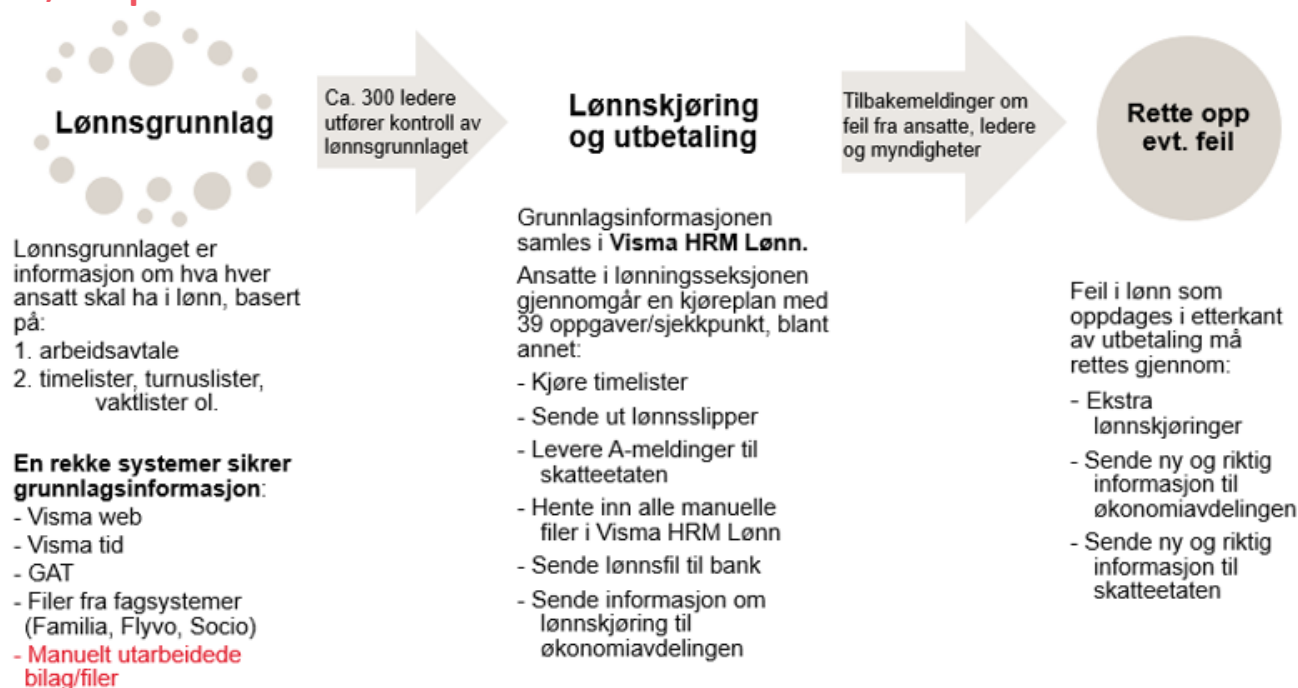 Lønnsgrunnlag
Lønnsgrunnlaget er
informasjon om hva hver
ansatt skal ha i lønn, basert
på:
1. arbeidsavtale
2. timelister, turnuslister,
vaktlister ol.
En rekke systemer sikrer
grunnlagsinformasjon:
- Visma web
- Visma tid
- GAT
- Filer fra fagsystemer
(Familia, Flyvo, Socio)
- Manuelt utarbeidede
bilag/filer
Ca. 300 ledere
utfører kontroll av
lønnsgrunnlaget
Lønnskjøring
og utbetaling
Grunnlagsinformasjonen
samles i Visma HRM Lønn.
Ansatte i lønningsseksjonen
gjennomgår en kjøreplan med
39 oppgaver/sjekkpunkt, blant
annet:
- Kjøre timelister
- Sende ut lønnsslipper
- Levere A-meldinger til
skatteetaten
- Hente inn alle manuelle
filer i Visma HRM Lønn
- Sende lønnsfil til bank
- Sende informasjon om
lønnskjøring til
økonomiavdelingen
Tilbakemeldinger om
feil fra ansatte, ledere
og myndigheter
Rette opp
evt. feil
Feil i lønn som
oppdages i etterkant
av utbetaling må
rettes gjennom:
- Ekstra
lønnskjøringer
- Sende ny og riktig
informasjon til
økonomiavdelingen
- Sende ny og riktig
informasjon til
skatteetaten